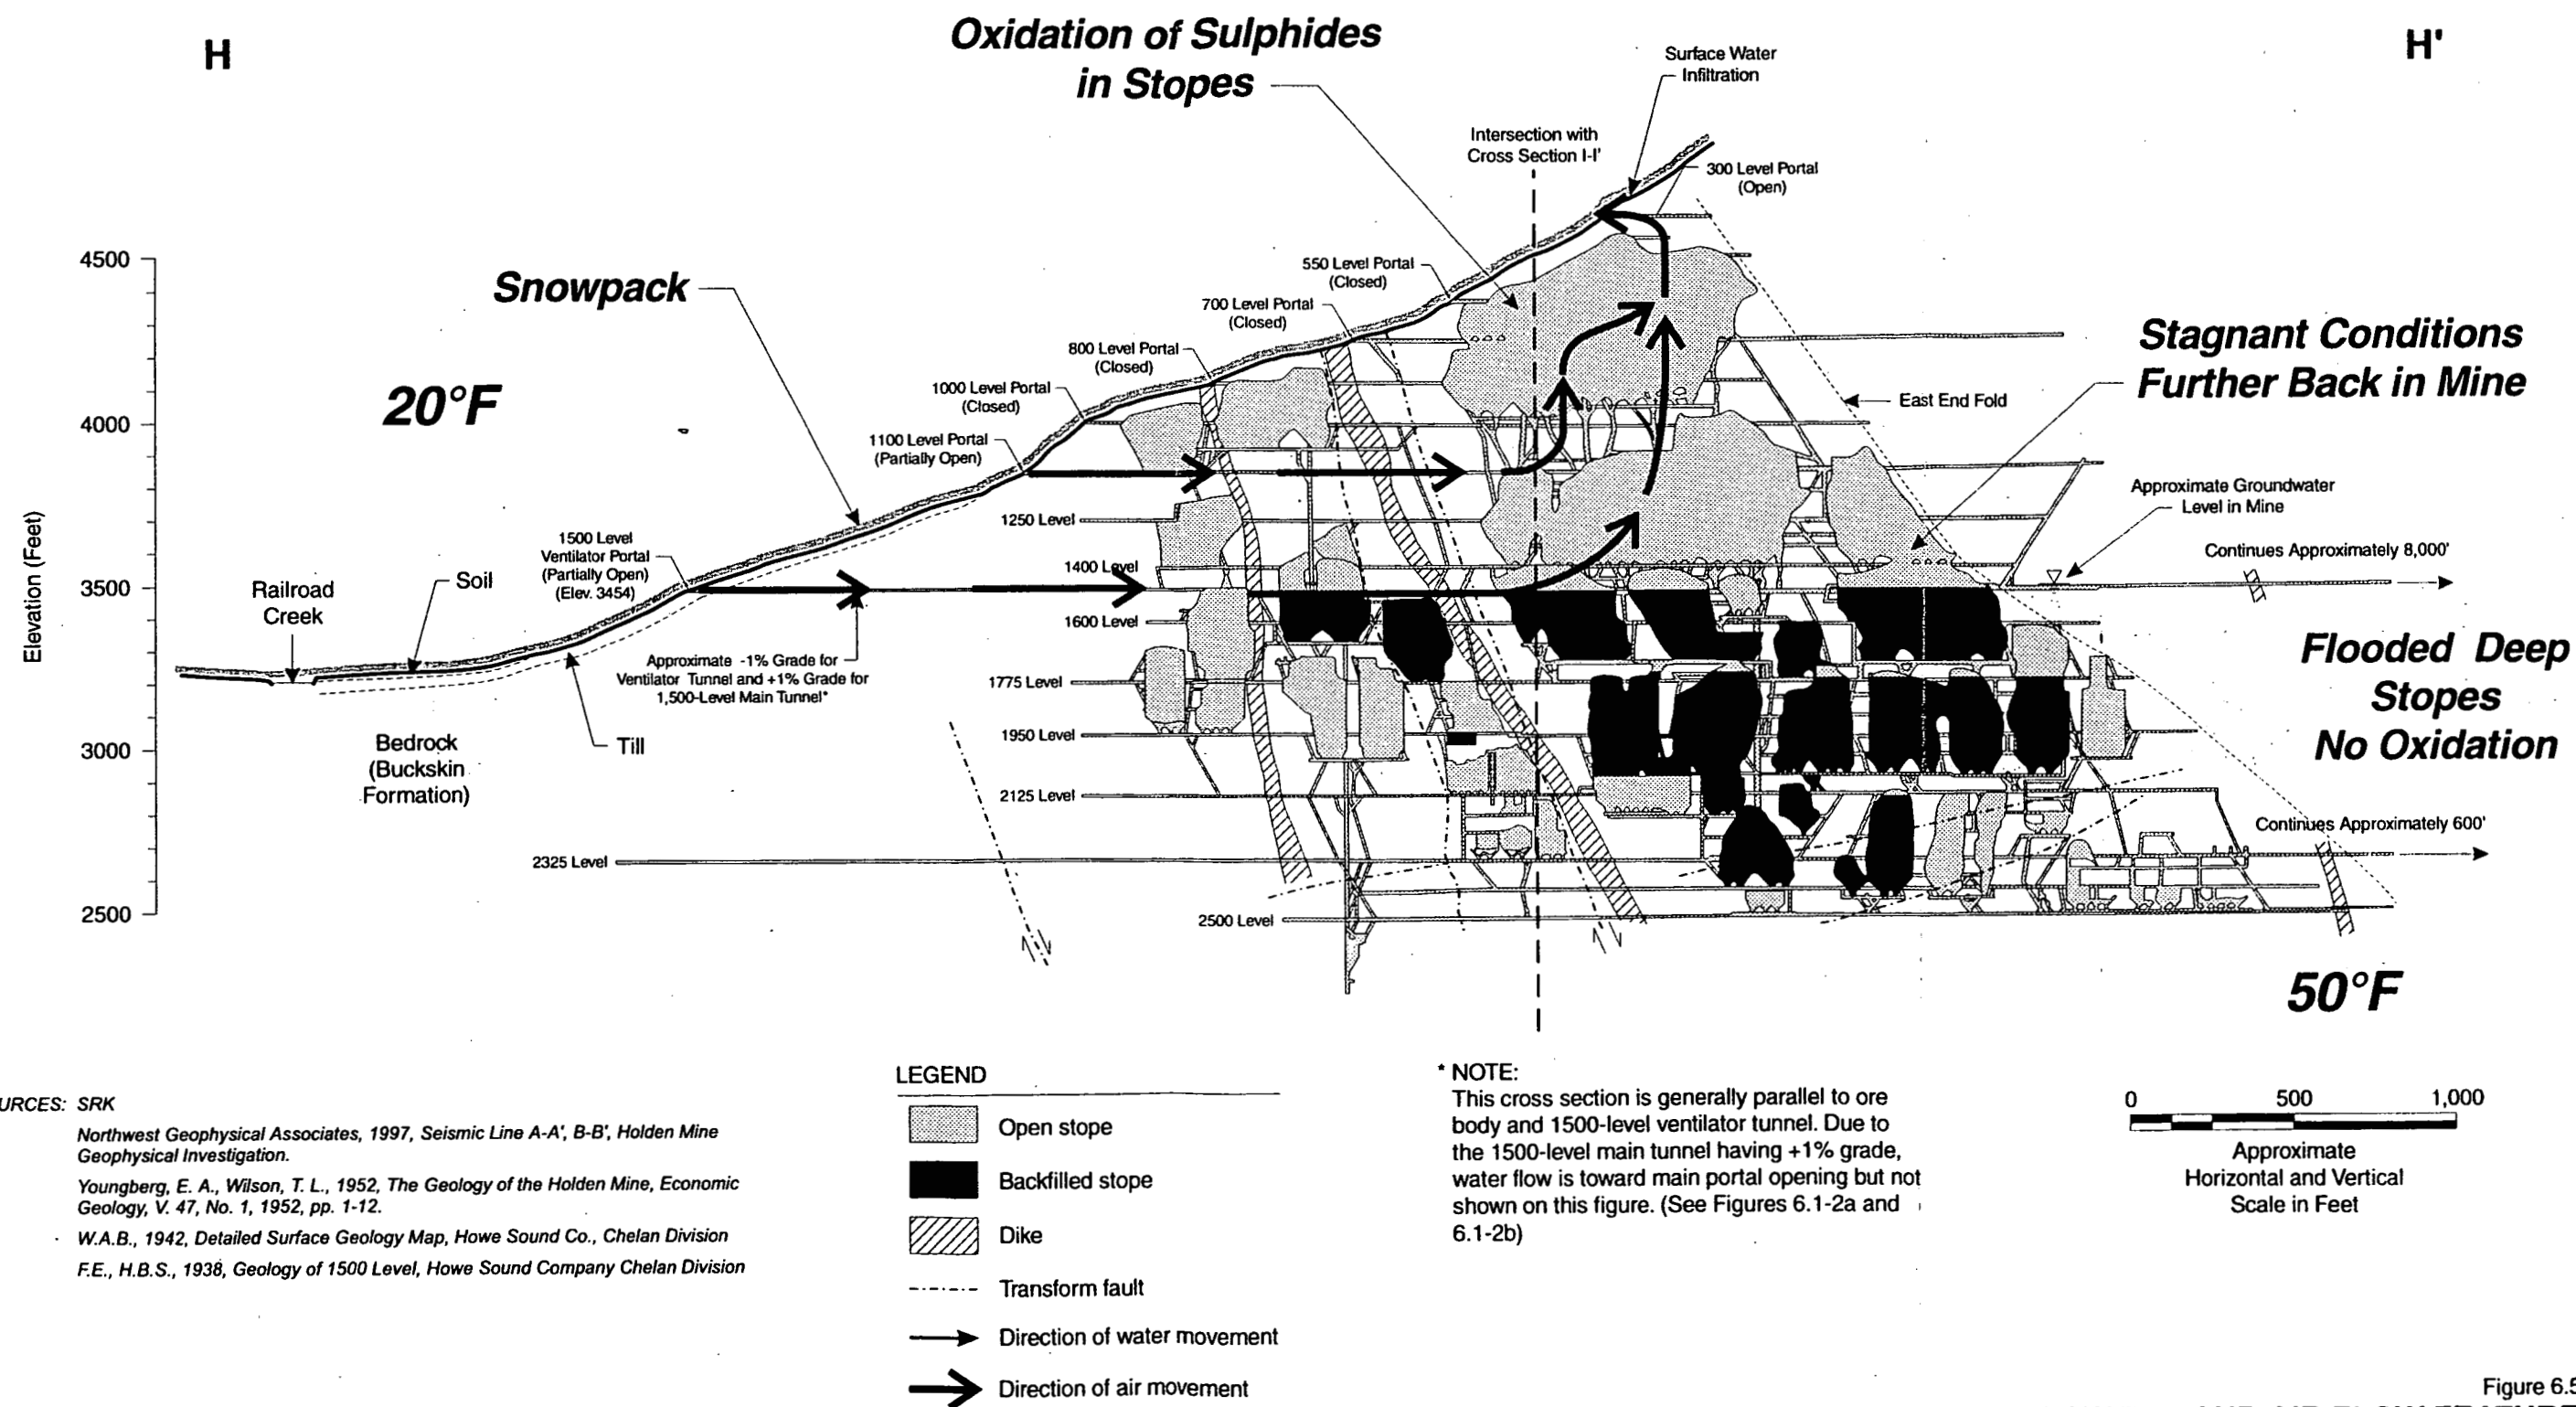 H
Oxidation of Sulphides
in Stopes
Surface Water
Infiltration
H'
Intersection with
Cross Section I-I'
300 Level Portal
(Open)
4500
Snowpack
550 Level Portal
(Closed)
700 Level Portal
(Closed)
800 Level Portal
(Closed)
Stagnant Conditions
Further Back in Mine
20°F
1000 Level Portal
(Closed)
East End Fold
4000
1100 Level Portal
(Partially Open)
Approximate Groundwater
Level in Mine
Elevation (Feet)
1250 Level
1500 Level
Ventilator Portal
(Partially Open)
(Elev. 3454)
Continues Approximately 8,000'
1400 Level
3500
Railroad
Creek
Soil
1600 Level
Approximate -1% Grade for
Ventilator Tunnel and +1% Grade for
1,500-Level Main Tunnel*
1775 Level
Flooded Deep
Stopes
No Oxidation
3000
Bedrock
(Buckskin
Formation)
Till
1950 Level
2125 Level
Continues Approximately 600'
2325 Level
2500
2500 Level
50°F
URCES: SRK
Northwest Geophysical Associates, 1997, Seismic Line A-A', B-B', Holden Mine
Geophysical Investigation.
Youngberg, E. A., Wilson, T. L., 1952, The Geology of the Holden Mine, Economic
Geology, V. 47, No. 1, 1952, pp. 1-12.
W.A.B., 1942, Detailed Surface Geology Map, Howe Sound Co., Chelan Division
F.E., H.B.S., 1938, Geology of 1500 Level, Howe Sound Company Chelan Division
LEGEND
Open stope
Backfilled stope
Dike
Transform fault
Direction of water movement
Direction of air movement
* NOTE:
This cross section is generally parallel to ore
body and 1500-level ventilator tunnel. Due to
the 1500-level main tunnel having +1% grade,
water flow is toward main portal opening but not
shown on this figure. (See Figures 6.1-2a and
6.1-2b)
0 500 1,000
Approximate
Horizontal and Vertical
Scale in Feet
Figure 6.5